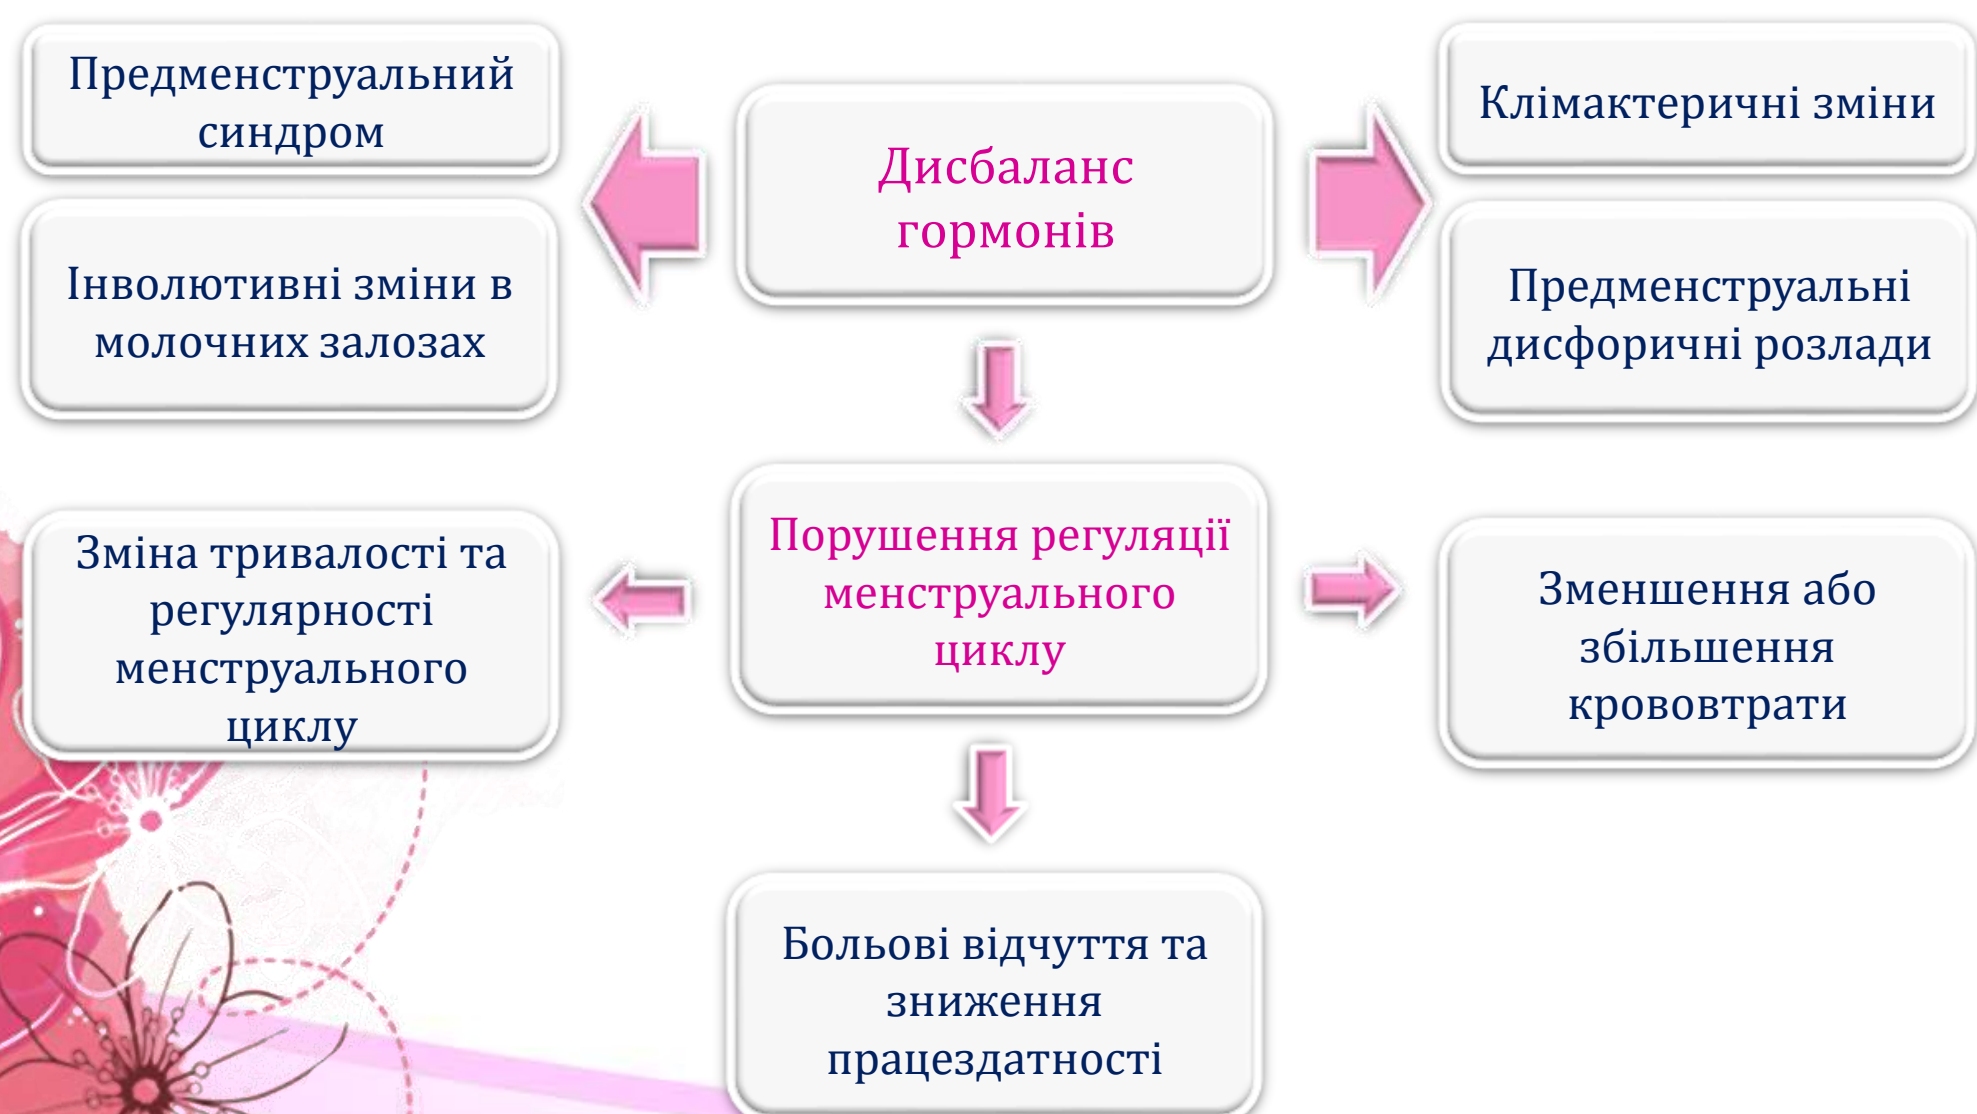 Предменструальний
синдром
Інволютивні зміни в
молочних залозах
Дисбаланс
гормонів
Клімактеричні зміни
Предменструальні
дисфоричні розлади
Зміна тривалості та
регулярності
менструального
циклу
Порушення регуляції
менструального
циклу
Зменшення або
збільшення
крововтрати
Больові відчуття та
зниження
працездатності